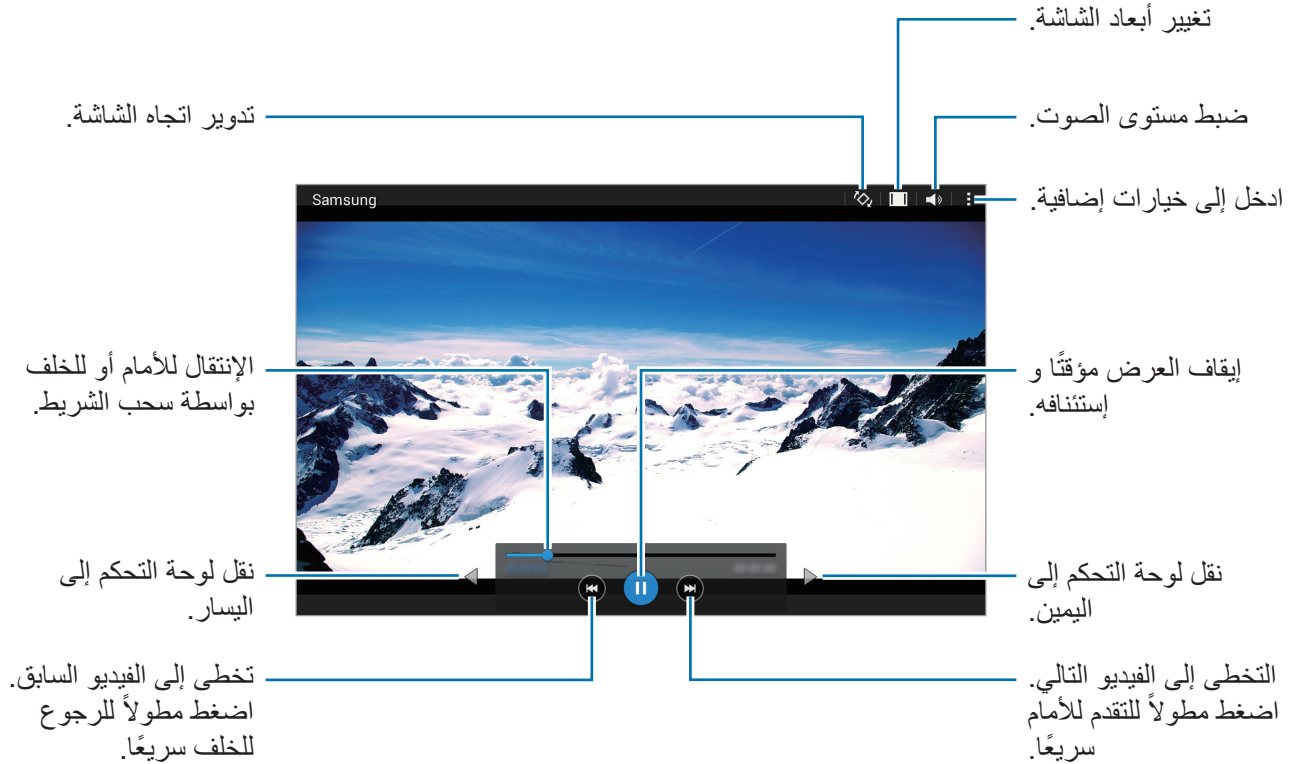 تغيير أبعاد الشاشة.
ضبط مستوى الصوت.
تدوير اتجاه الشاشة.
ادخل إلى خيارات إضافية.
Samsung
إيقاف العرض مؤقتًا و
إستئنافه.
الإنتقال للأمام أو للخلف
بواسطة سحب الشريط.
نقل لوحة التحكم إلى
اليمين.
نقل لوحة التحكم إلى
اليسار.
التخطى إلى الفيديو التالي.
اضغط مطولاً للتقدم للأمام
سريعًا.
تخطى إلى الفيديو السابق.
اضغط مطولاً للرجوع
للخلف سريعًا.